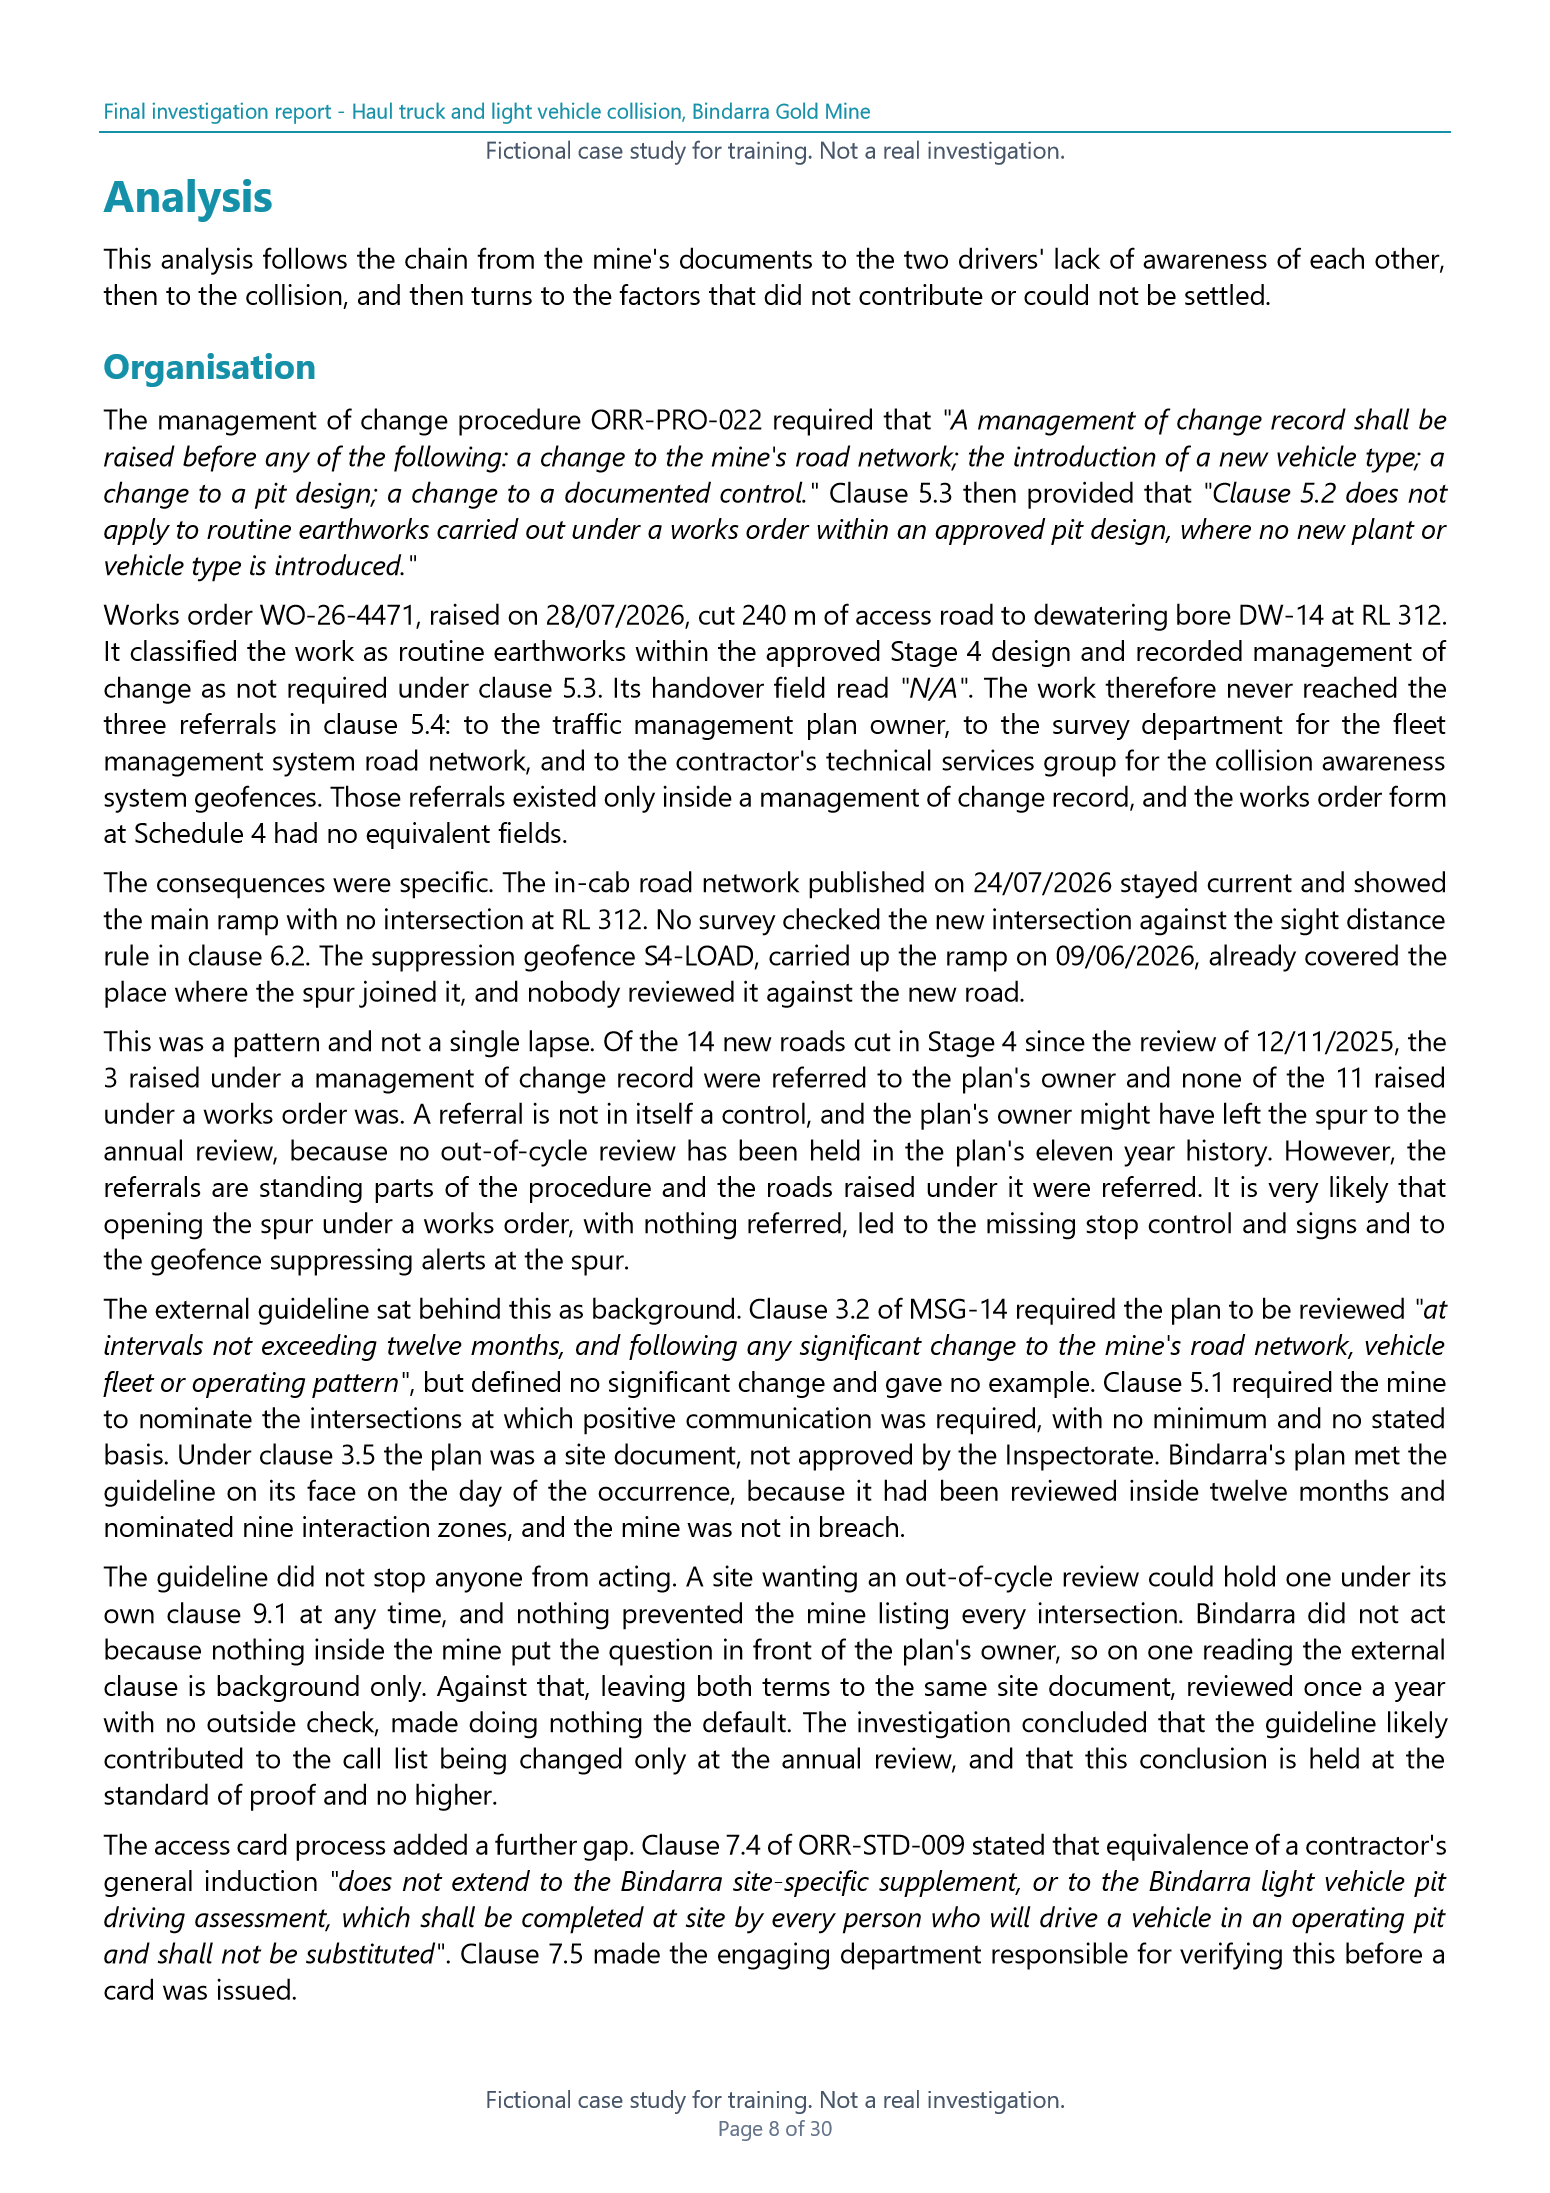 Final investigation report - Haul truck and light vehicle collision, Bindarra Gold Mine
Fictional case study for training. Not a real investigation.
Analysis
This analysis follows the chain from the mine's documents to the two drivers' lack of awareness of each other,
then to the collision, and then turns to the factors that did not contribute or could not be settled.
Organisation
The management of change procedure ORR-PRO-022 required that "A management of change record shall be
raised before any of the following: a change to the mine's road network; the introduction of a new vehicle type; a
change to a pit design; a change to a documented control." Clause 5.3 then provided that "Clause 5.2 does not
apply to routine earthworks carried out under a works order within an approved pit design, where no new plant or
vehicle type is introduced."
Works order WO-26-4471, raised on 28/07/2026, cut 240 m of access road to dewatering bore DW-14 at RL 312.
It classified the work as routine earthworks within the approved Stage 4 design and recorded management of
change as not required under clause 5.3. Its handover field read "N/A". The work therefore never reached the
three referrals in clause 5.4: to the traffic management plan owner, to the survey department for the fleet
management system road network, and to the contractor's technical services group for the collision awareness
system geofences. Those referrals existed only inside a management of change record, and the works order form
at Schedule 4 had no equivalent fields.
The consequences were specific. The in-cab road network published on 24/07/2026 stayed current and showed
the main ramp with no intersection at RL 312. No survey checked the new intersection against the sight distance
rule in clause 6.2. The suppression geofence S4-LOAD, carried up the ramp on 09/06/2026, already covered the
place where the spur joined it, and nobody reviewed it against the new road.
This was a pattern and not a single lapse. Of the 14 new roads cut in Stage 4 since the review of 12/11/2025, the
3 raised under a management of change record were referred to the plan's owner and none of the 11 raised
under a works order was. A referral is not in itself a control, and the plan's owner might have left the spur to the
annual review, because no out-of-cycle review has been held in the plan's eleven year history. However, the
referrals are standing parts of the procedure and the roads raised under it were referred. It is very likely that
opening the spur under a works order, with nothing referred, led to the missing stop control and signs and to
the geofence suppressing alerts at the spur.
The external guideline sat behind this as background. Clause 3.2 of MSG-14 required the plan to be reviewed "at
intervals not exceeding twelve months, and following any significant change to the mine's road network, vehicle
fleet or operating pattern", but defined no significant change and gave no example. Clause 5.1 required the mine
to nominate the intersections at which positive communication was required, with no minimum and no stated
basis. Under clause 3.5 the plan was a site document, not approved by the Inspectorate. Bindarra's plan met the
guideline on its face on the day of the occurrence, because it had been reviewed inside twelve months and
nominated nine interaction zones, and the mine was not in breach.
The guideline did not stop anyone from acting. A site wanting an out-of-cycle review could hold one under its
own clause 9.1 at any time, and nothing prevented the mine listing every intersection. Bindarra did not act
because nothing inside the mine put the question in front of the plan's owner, so on one reading the external
clause is background only. Against that, leaving both terms to the same site document, reviewed once a year
with no outside check, made doing nothing the default. The investigation concluded that the guideline likely
contributed to the call list being changed only at the annual review, and that this conclusion is held at the
standard of proof and no higher.
The access card process added a further gap. Clause 7.4 of ORR-STD-009 stated that equivalence of a contractor's
general induction "does not extend to the Bindarra site-specific supplement, or to the Bindarra light vehicle pit
driving assessment, which shall be completed at site by every person who will drive a vehicle in an operating pit
and shall not be substituted". Clause 7.5 made the engaging department responsible for verifying this before a
card was issued.
Fictional case study for training. Not a real investigation.
Page 8 of 30